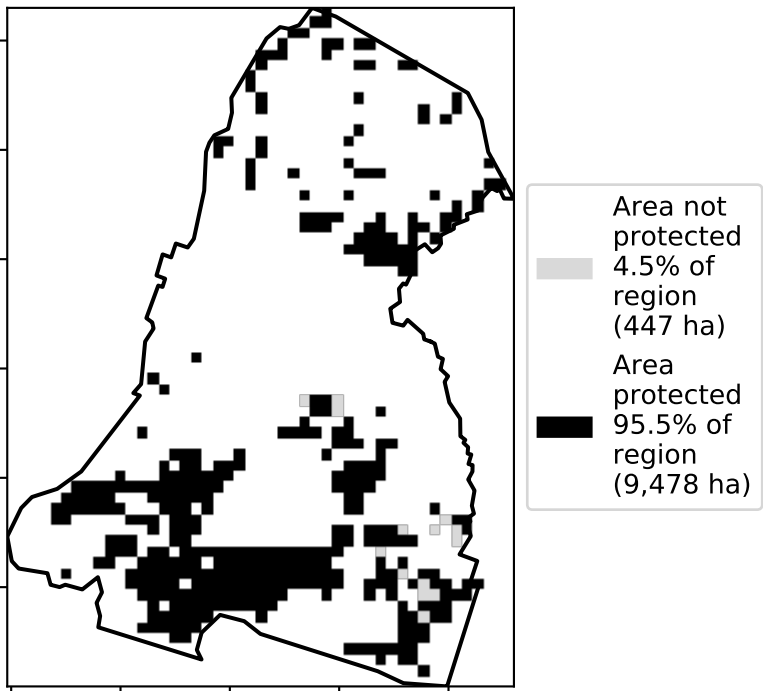 Area not
protected
4.5% of
region
(447 ha)
Area
protected
95.5% of
region
(9,478 ha)